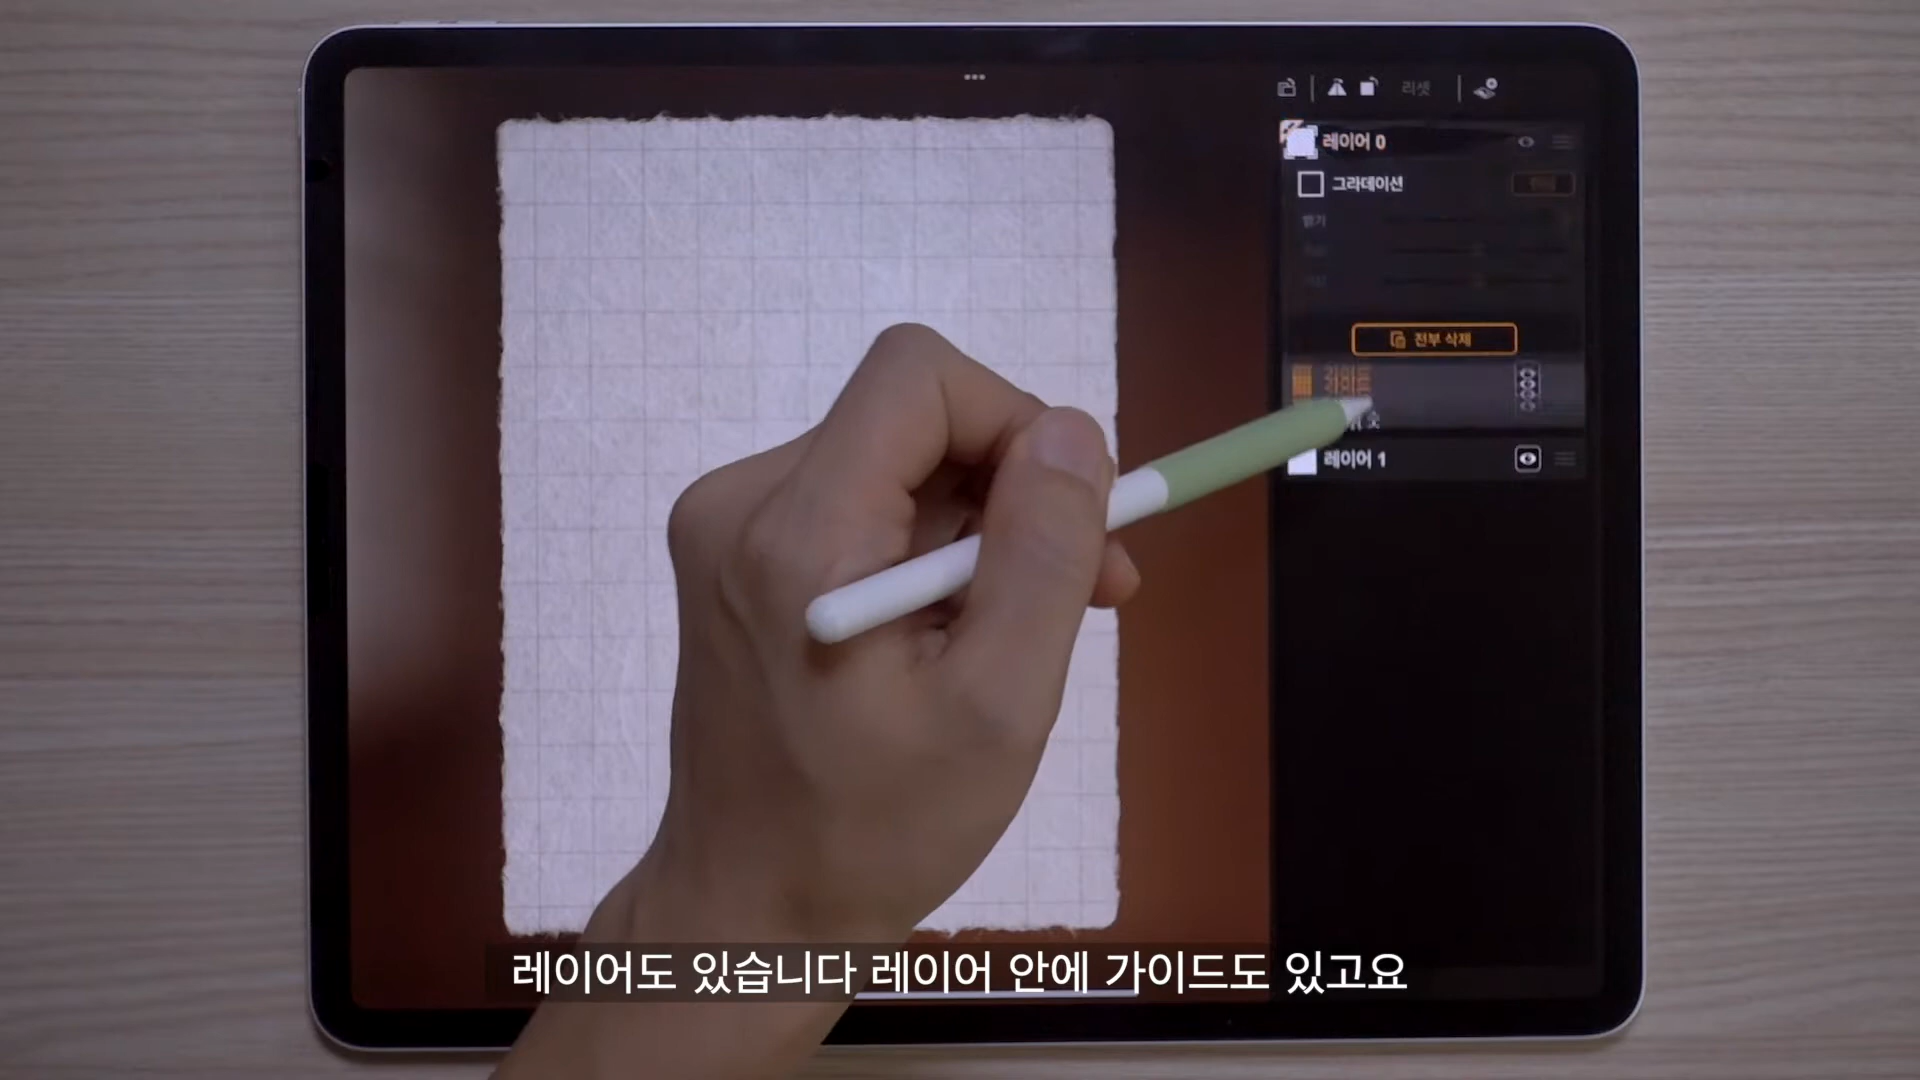 리셋
레이어 0
그라데이션
밝기
전부 삭제
가이드
레이어 1
레이어도 있습니다 레이어 안에 가이드도 있고요